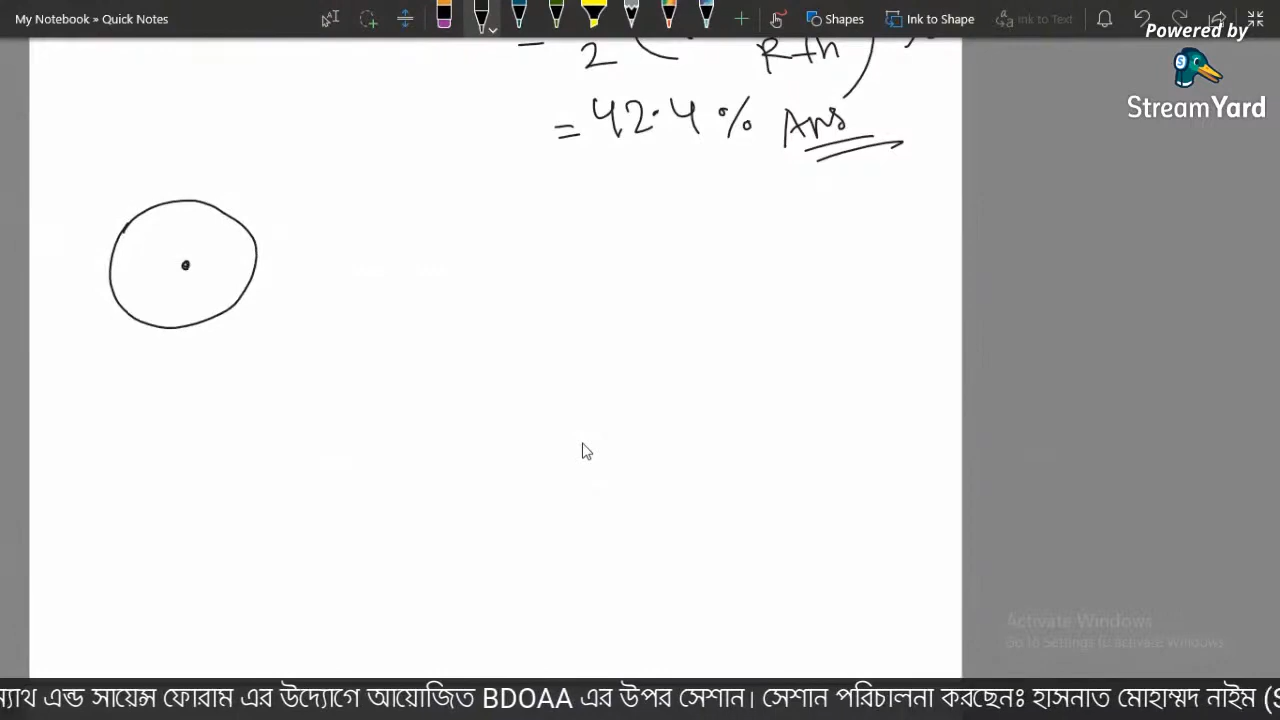 My Notebook » Quick Notes
Shapes
Ink to Shape
Ink to Text
Powered by
StreamYard
=
2
R+h
= 42.4 % Ans
Activate Windows
Go to Settings to activate Windows.
ম্যাথ এন্ড সায়েন্স ফোরাম এর উদ্যোগে আয়োজিত BDOAA এর উপর সেশান। সেশান পরিচালনা করছেনঃ হাসনাত মোহাম্মদ নাইম (S